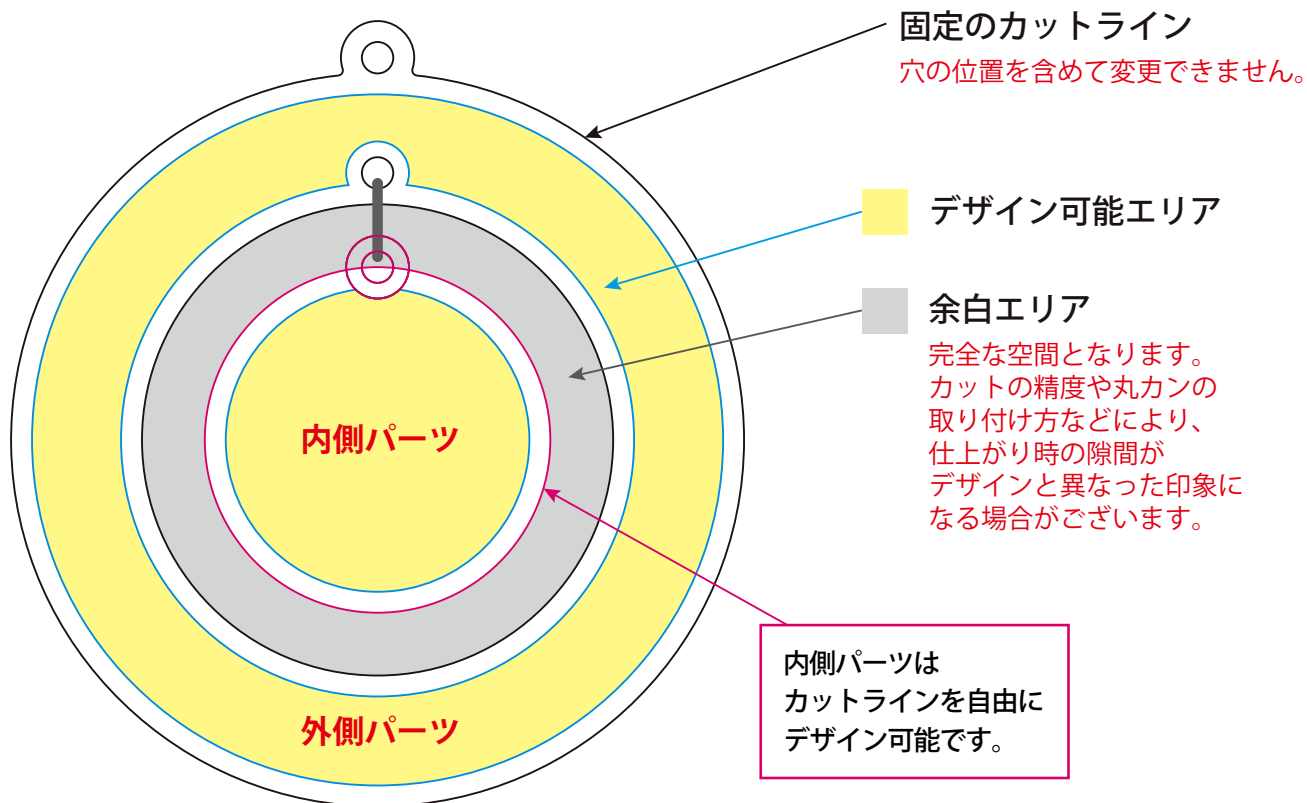 固定のカットライン
穴の位置を含めて変更できません。
デザイン可能エリア
余白エリア
完全な空間となります。
カットの精度や丸カンの
取り付け方などにより、
仕上がり時の隙間が
デザインと異なった印象に
なる場合がございます。
内側パーツ
内側パーツは
カットラインを自由に
デザイン可能です。
外側パーツ